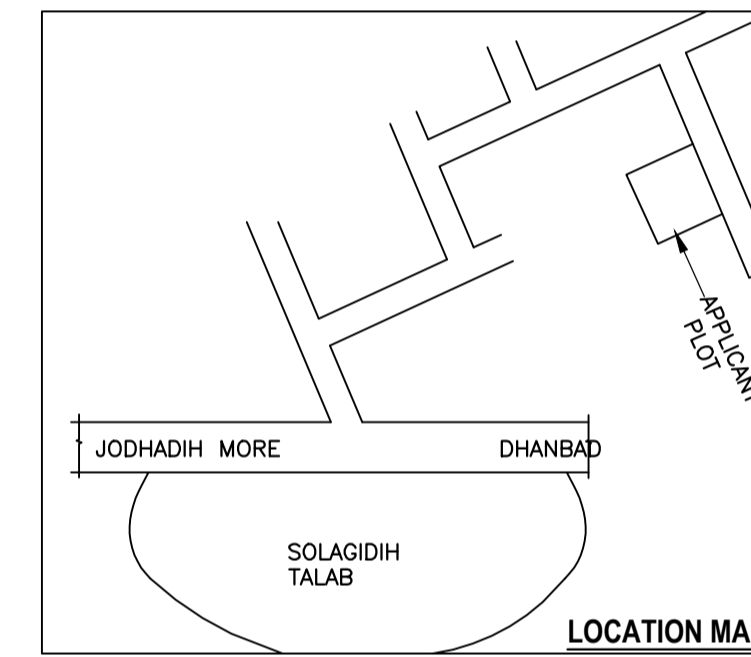 APPLICANT
PLOT
JODHADIH MORE
DHANBAD
SOLAGIDIH
TALAB
LOCATION MA